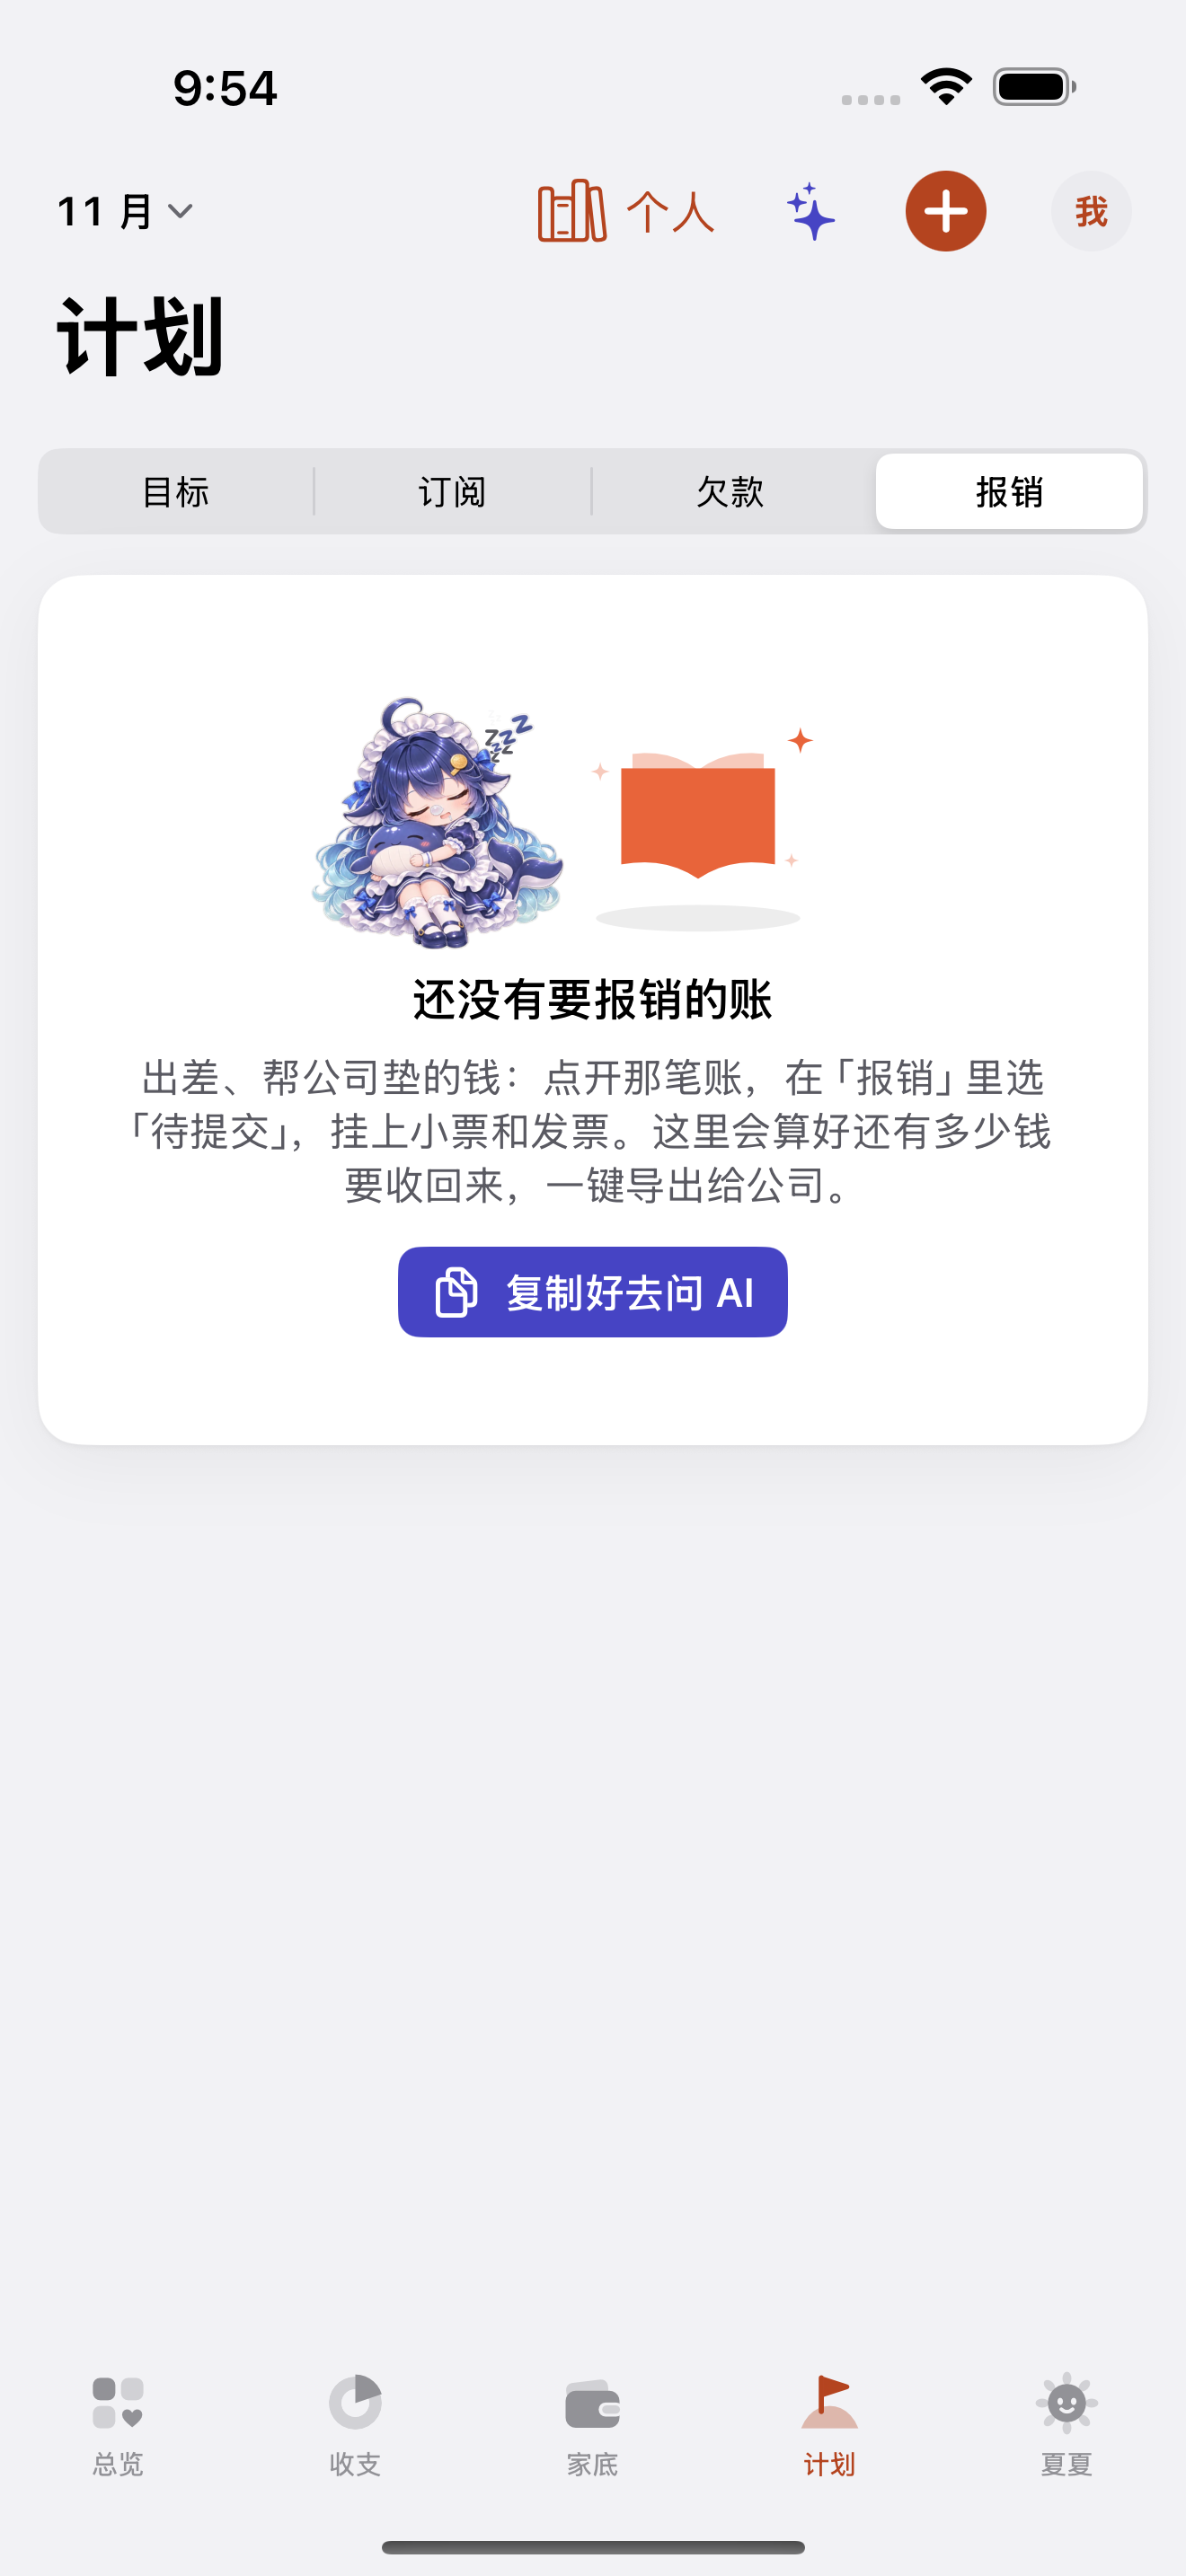 9:54
11 月
个人
我
计划
目标
订阅
欠款
报销
还没有要报销的账
出差、帮公司垫的钱：点开那笔账，在「报销」里选
「待提交」，挂上小票和发票。这里会算好还有多少钱
要收回来，一键导出给公司。
复制好去问 AI
总览
收支
家底
计划
夏夏